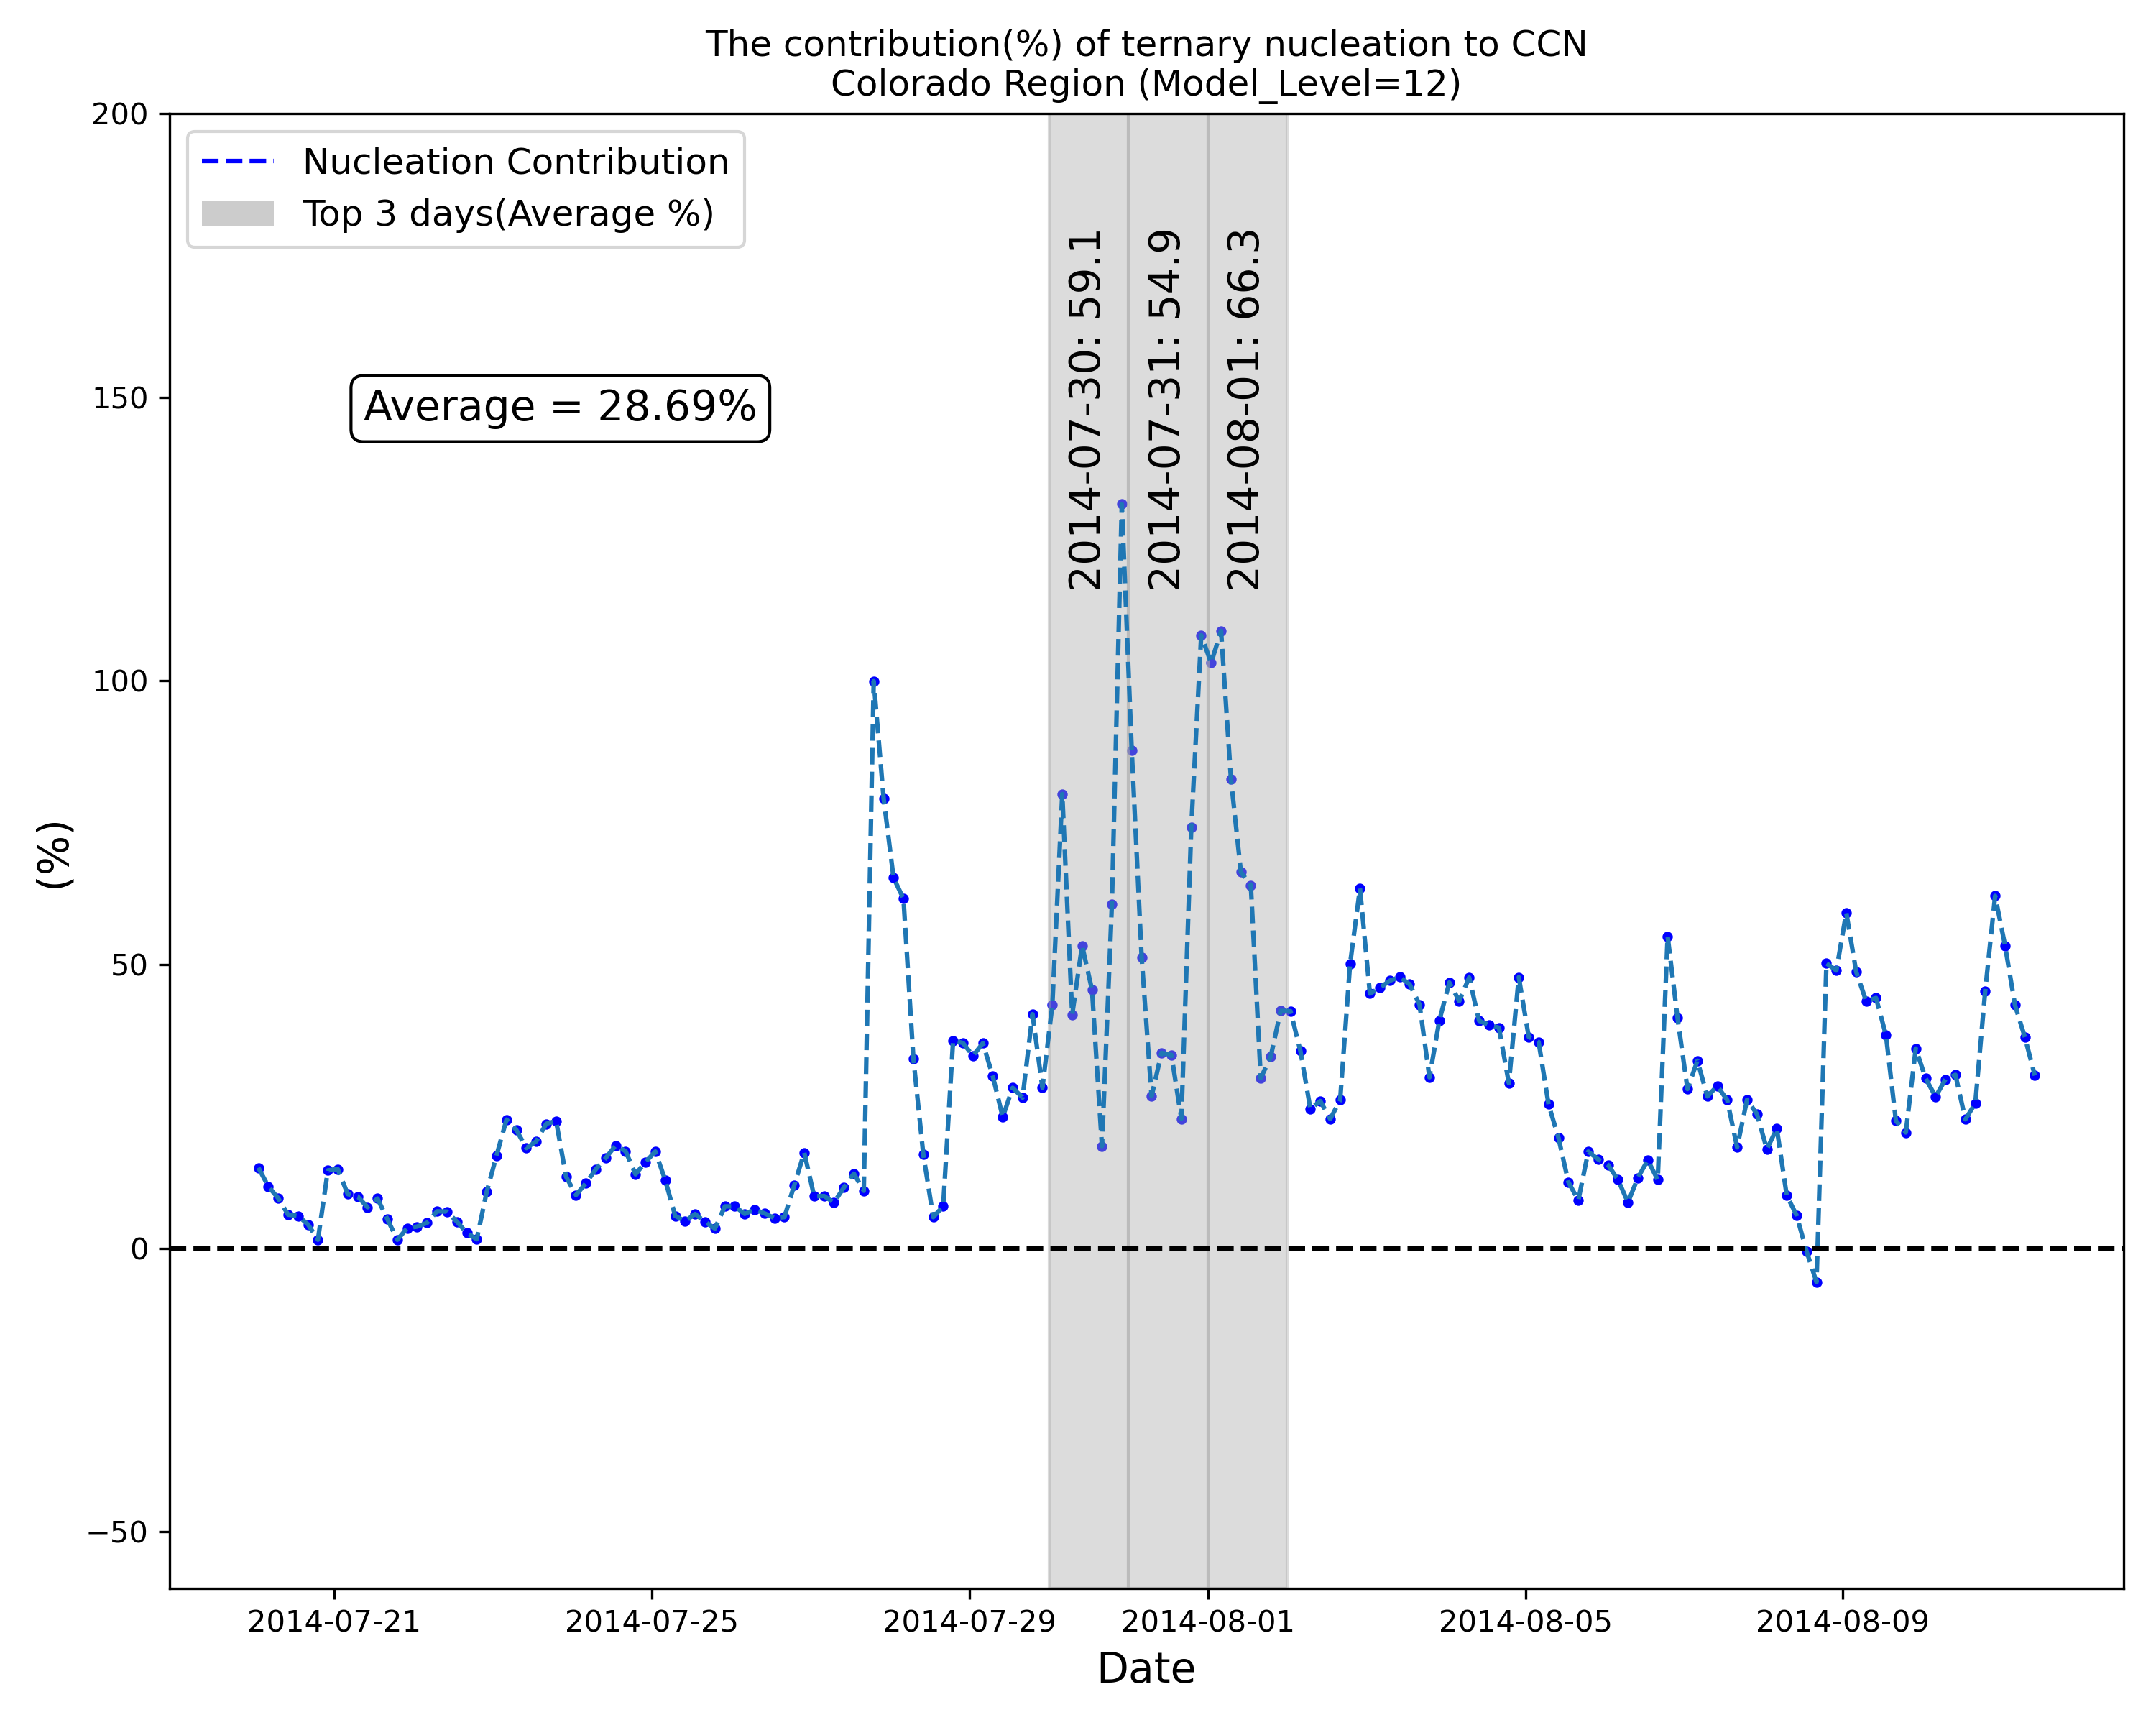 The contribution(%) of ternary nucleation to CCN
Colorado Region (Model_Level=12)
200
150
100
50
0
−50
(%)
Nucleation Contribution
Top 3 days(Average %)
Average = 28.69%
2014-07-30: 59.1
2014-07-31: 54.9
2014-08-01: 66.3
2014-07-21
2014-07-25
2014-07-29
2014-08-01
2014-08-05
2014-08-09
Date